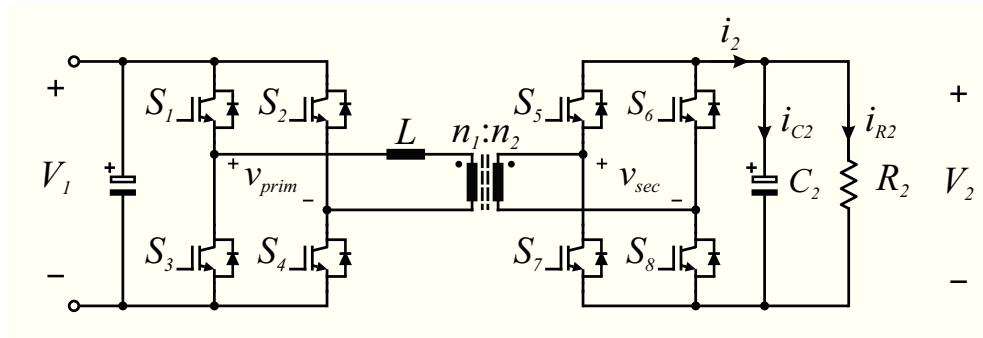 i2
+ S1 S2 S5 S6 +
L n1:n2 iC2 iR2
V1 + + vprim + vsec + C2 R2 V2
- -
S3 S4 S7 S8
- -